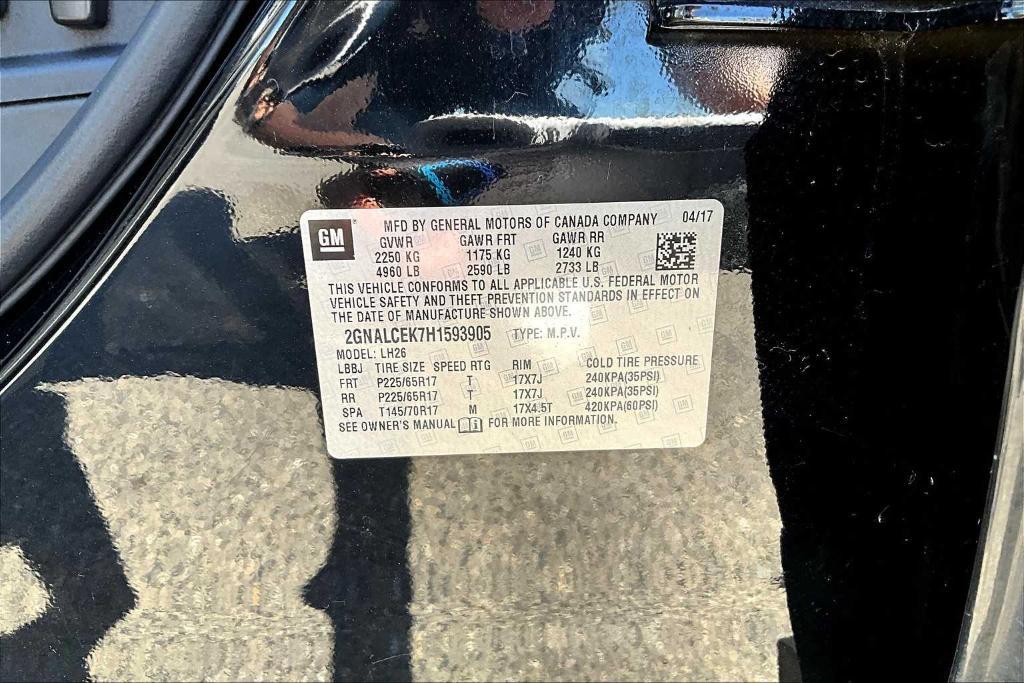 GM MFD BY GENERAL MOTORS OF CANADA COMPANY 04/17
GVWR GAWR FRT GAWR RR
2250 KG 1175 KG 1240 KG
4960 LB 2590 LB 2733 LB
THIS VEHICLE CONFORMS TO ALL APPLICABLE U.S. FEDERAL MOTOR
VEHICLE SAFETY AND THEFT PREVENTION STANDARDS IN EFFECT ON
THE DATE OF MANUFACTURE SHOWN ABOVE.
2GNALCEK7H1593905 TYPE: M.P.V.
MODEL: LH26
LBBJ TIRE SIZE SPEED RTG RIM COLD TIRE PRESSURE
FRT P225/65R17 T 17X7J 240KPA(35PSI)
RR P225/65R17 T 17X7J 240KPA(35PSI)
SPA T145/70R17 M 17X4.5T 420KPA(60PSI)
SEE OWNER'S MANUAL FOR MORE INFORMATION.